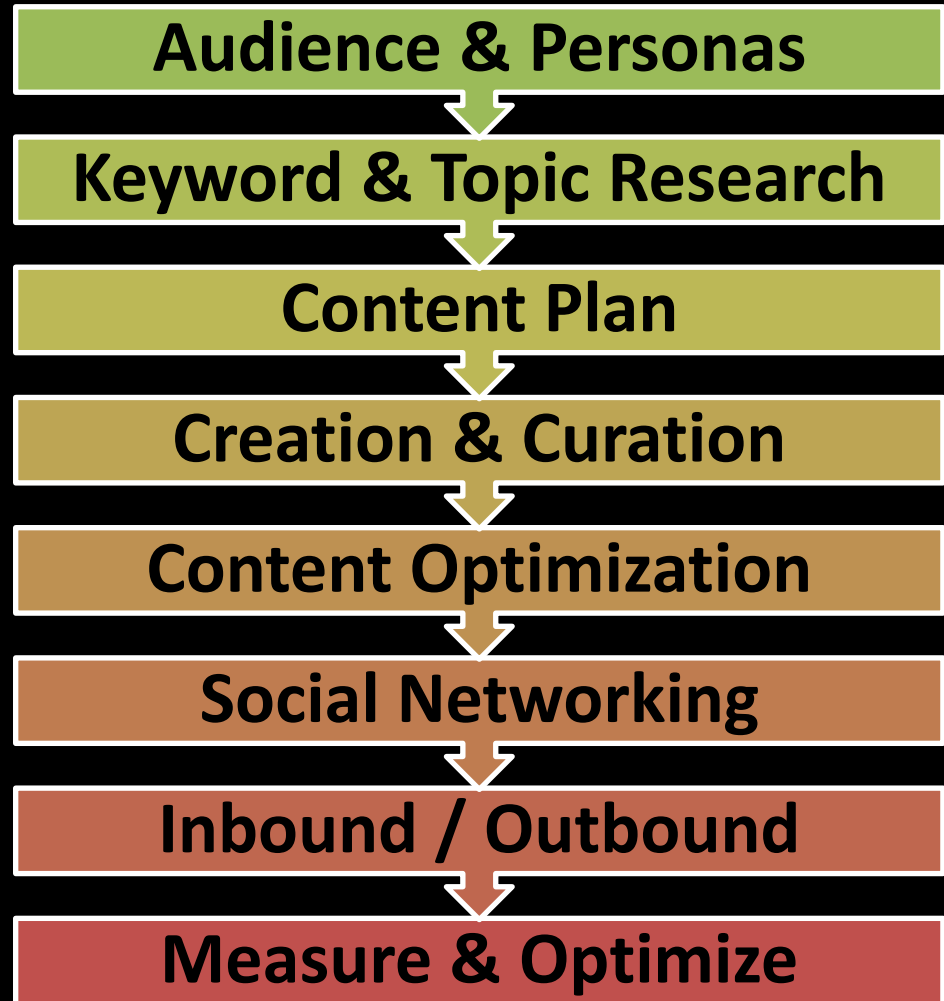 Audience & Personas
Keyword & Topic Research
Content Plan
Creation & Curation
Content Optimization
Social Networking
Inbound / Outbound
Measure & Optimize